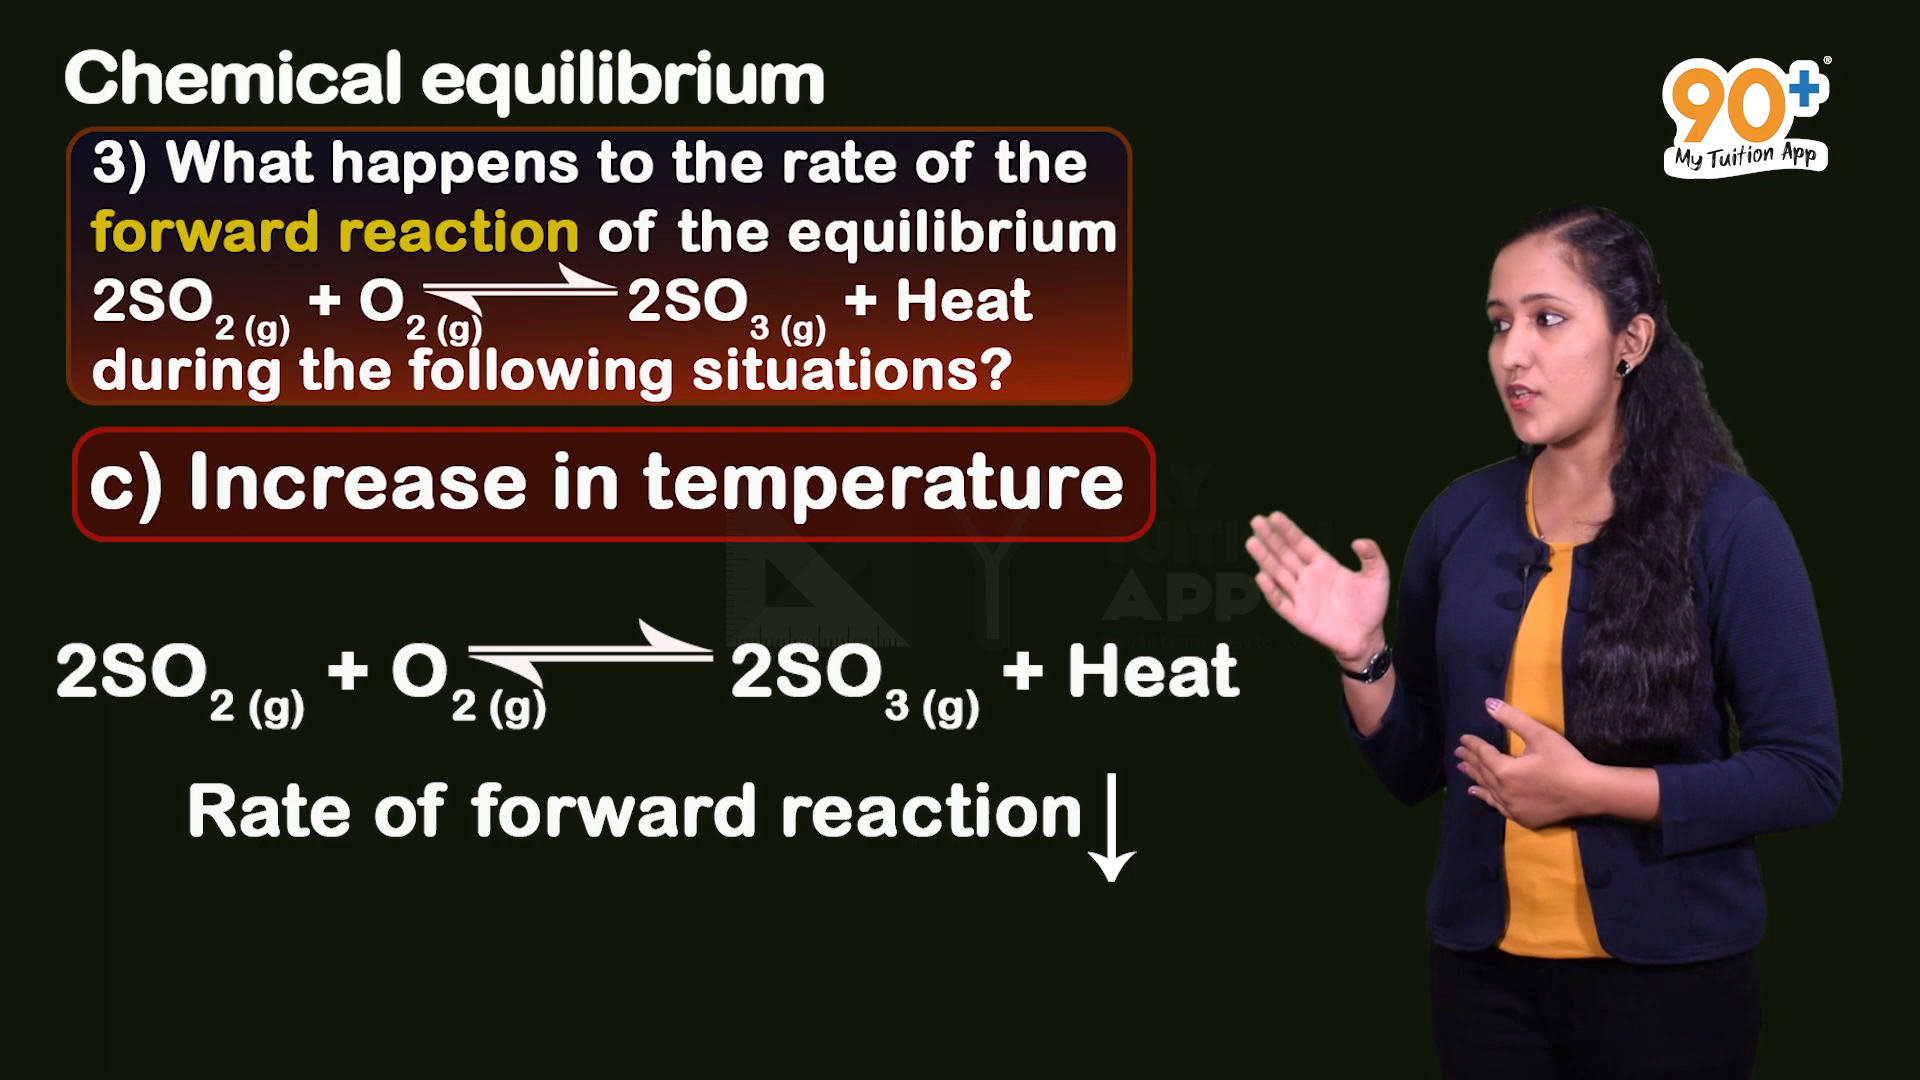 Chemical equilibrium
90+
My Tuition App
3) What happens to the rate of the
forward reaction of the equilibrium
2SO2 (g) + O2 (g) ⇌ 2SO3 (g) + Heat
during the following situations?
c) Increase in temperature
TUITION
APP
2SO2 (g) + O2 (g) ⇌ 2SO3 (g) + Heat
Rate of forward reaction ↓